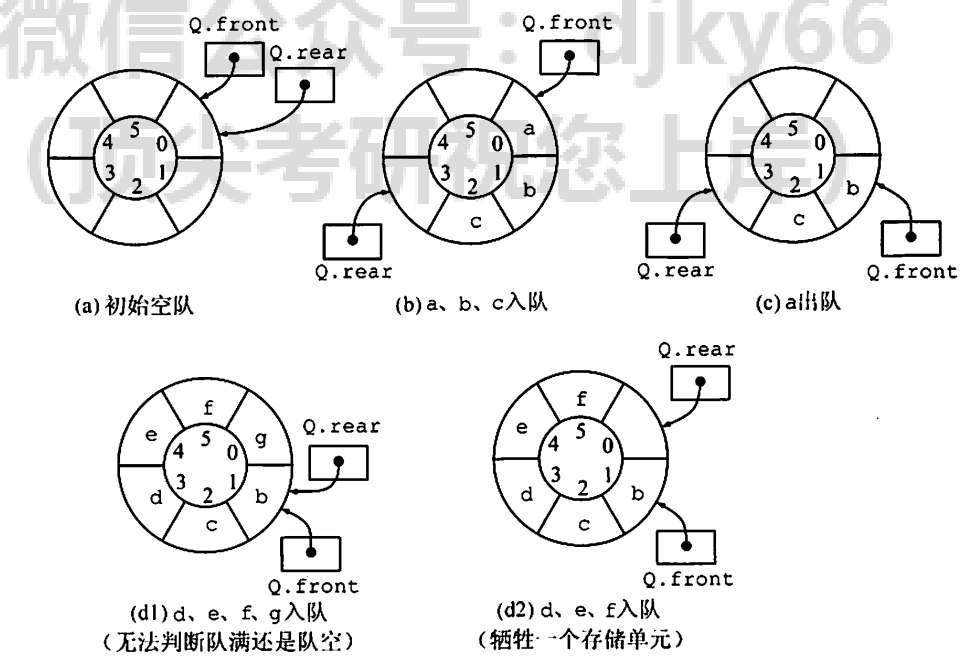 微信公众号：djky66
（顶尖考研祝您上岸）
Q.front
Q.rear
5
4 0
3 1
2
(a) 初始空队
Q.front
5
4 0
3 1
2
a
b
c
Q.rear
(b) a、b、c入队
5
4 0
3 1
2
b
c
Q.rear
Q.front
(c) a出队
f
e g
5
4 0
3 1
2
d b
c
Q.rear
Q.front
(d1) d、e、f、g入队
（无法判断队满还是队空）
Q.rear
f
e
5
4 0
3 1
2
d b
c
Q.front
(d2) d、e、f入队
（牺牲一个存储单元）